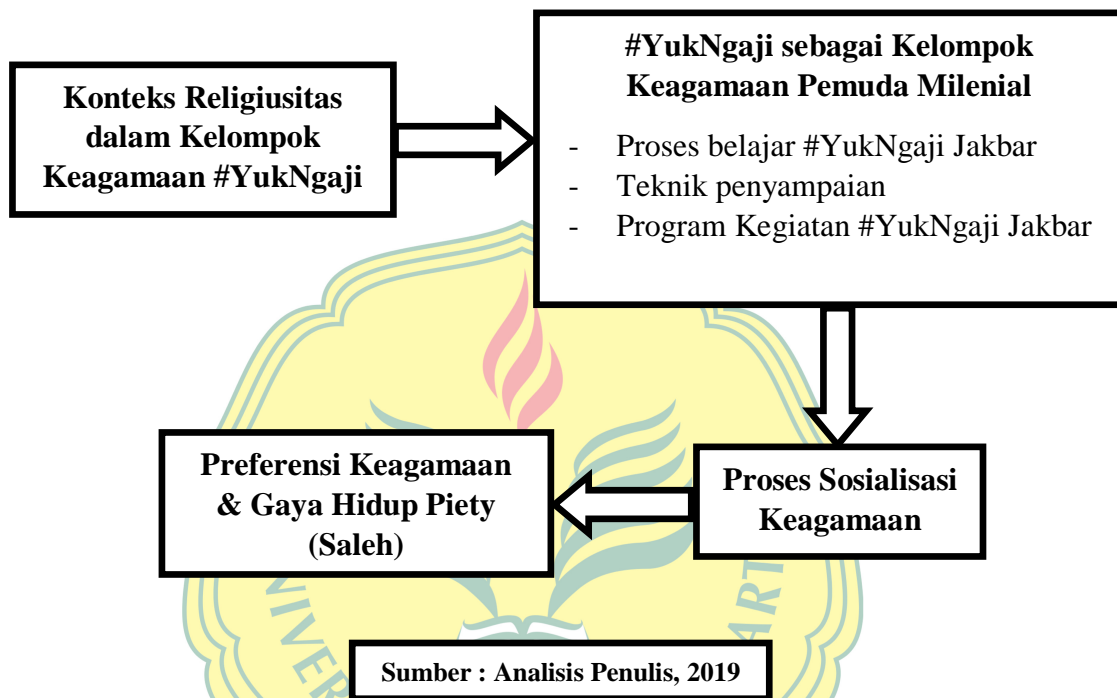 Konteks Religiusitas
dalam Kelompok
Keagamaan #YukNgaji
#YukNgaji sebagai Kelompok
Keagamaan Pemuda Milenial
- Proses belajar #YukNgaji Jakbar
- Teknik penyampaian
- Program Kegiatan #YukNgaji Jakbar
Proses Sosialisasi
Keagamaan
Preferensi Keagamaan
& Gaya Hidup Piety
(Saleh)
Sumber : Analisis Penulis, 2019